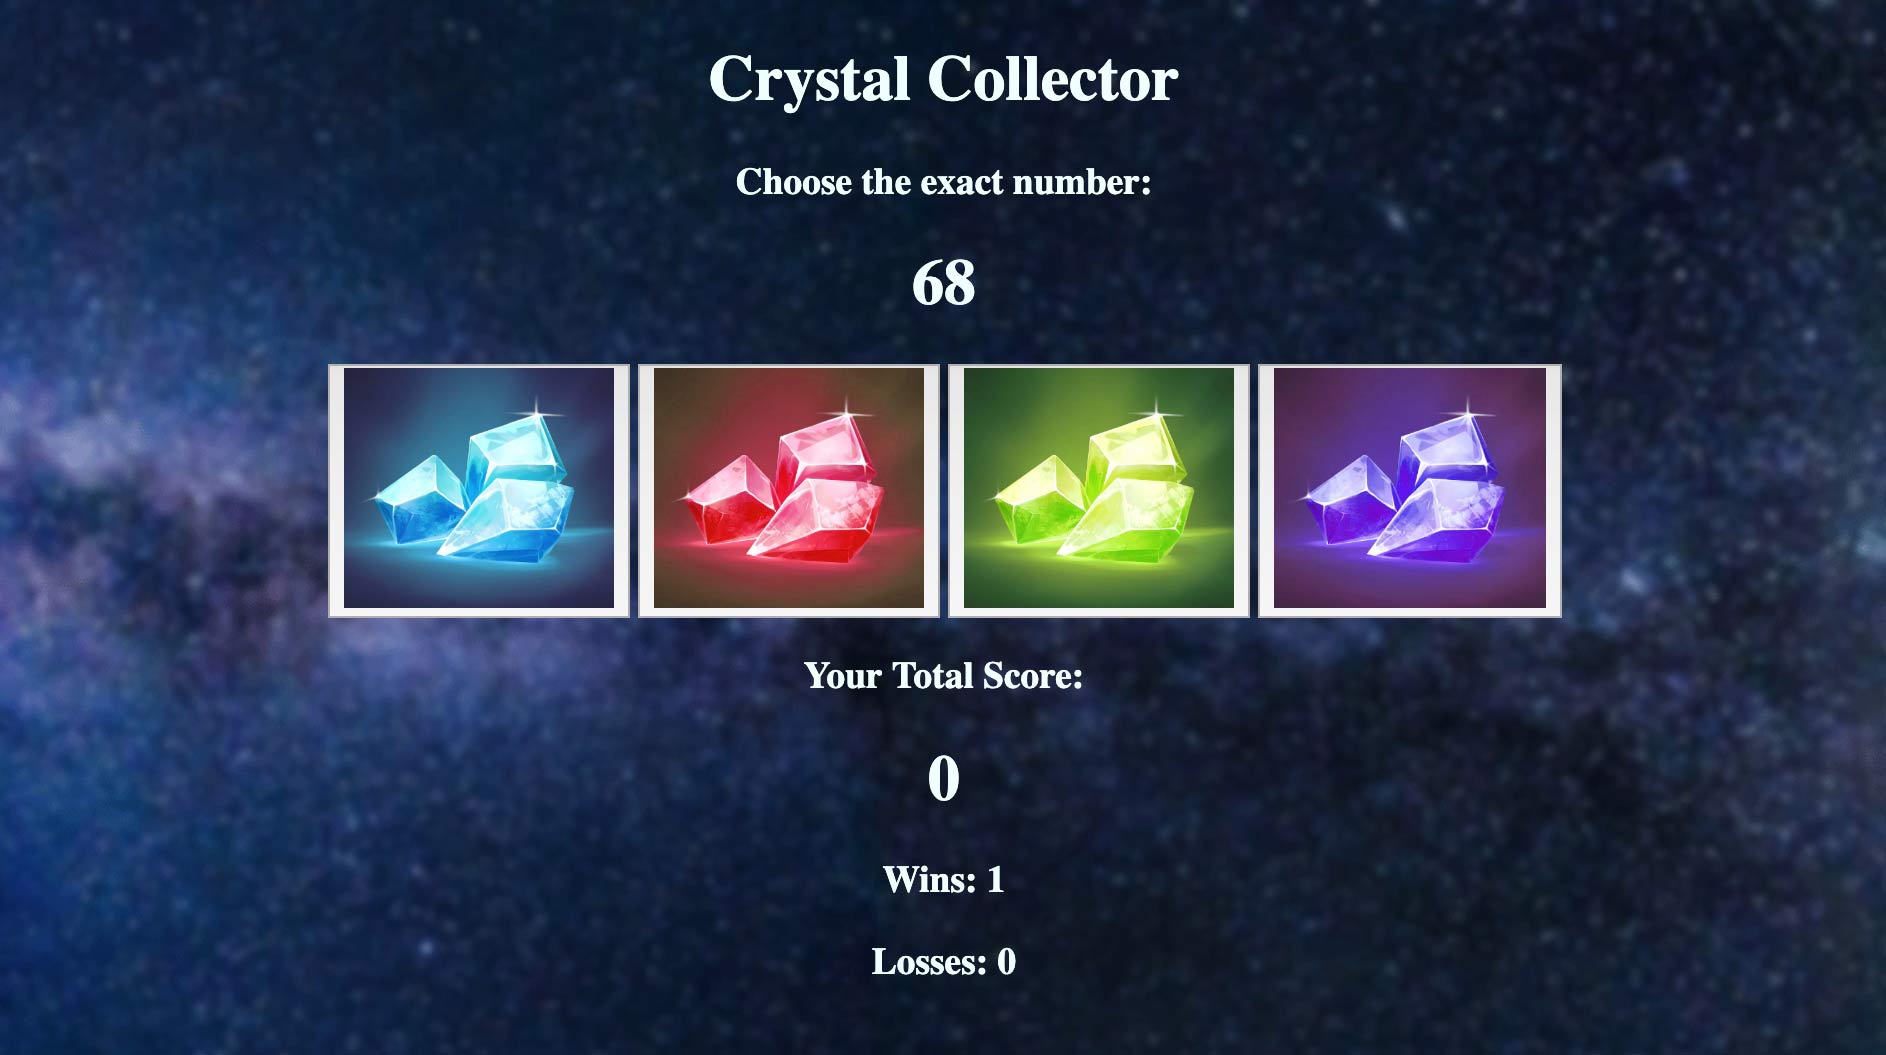 Crystal Collector
Choose the exact number:
68
Your Total Score:
0
Wins: 1
Losses: 0